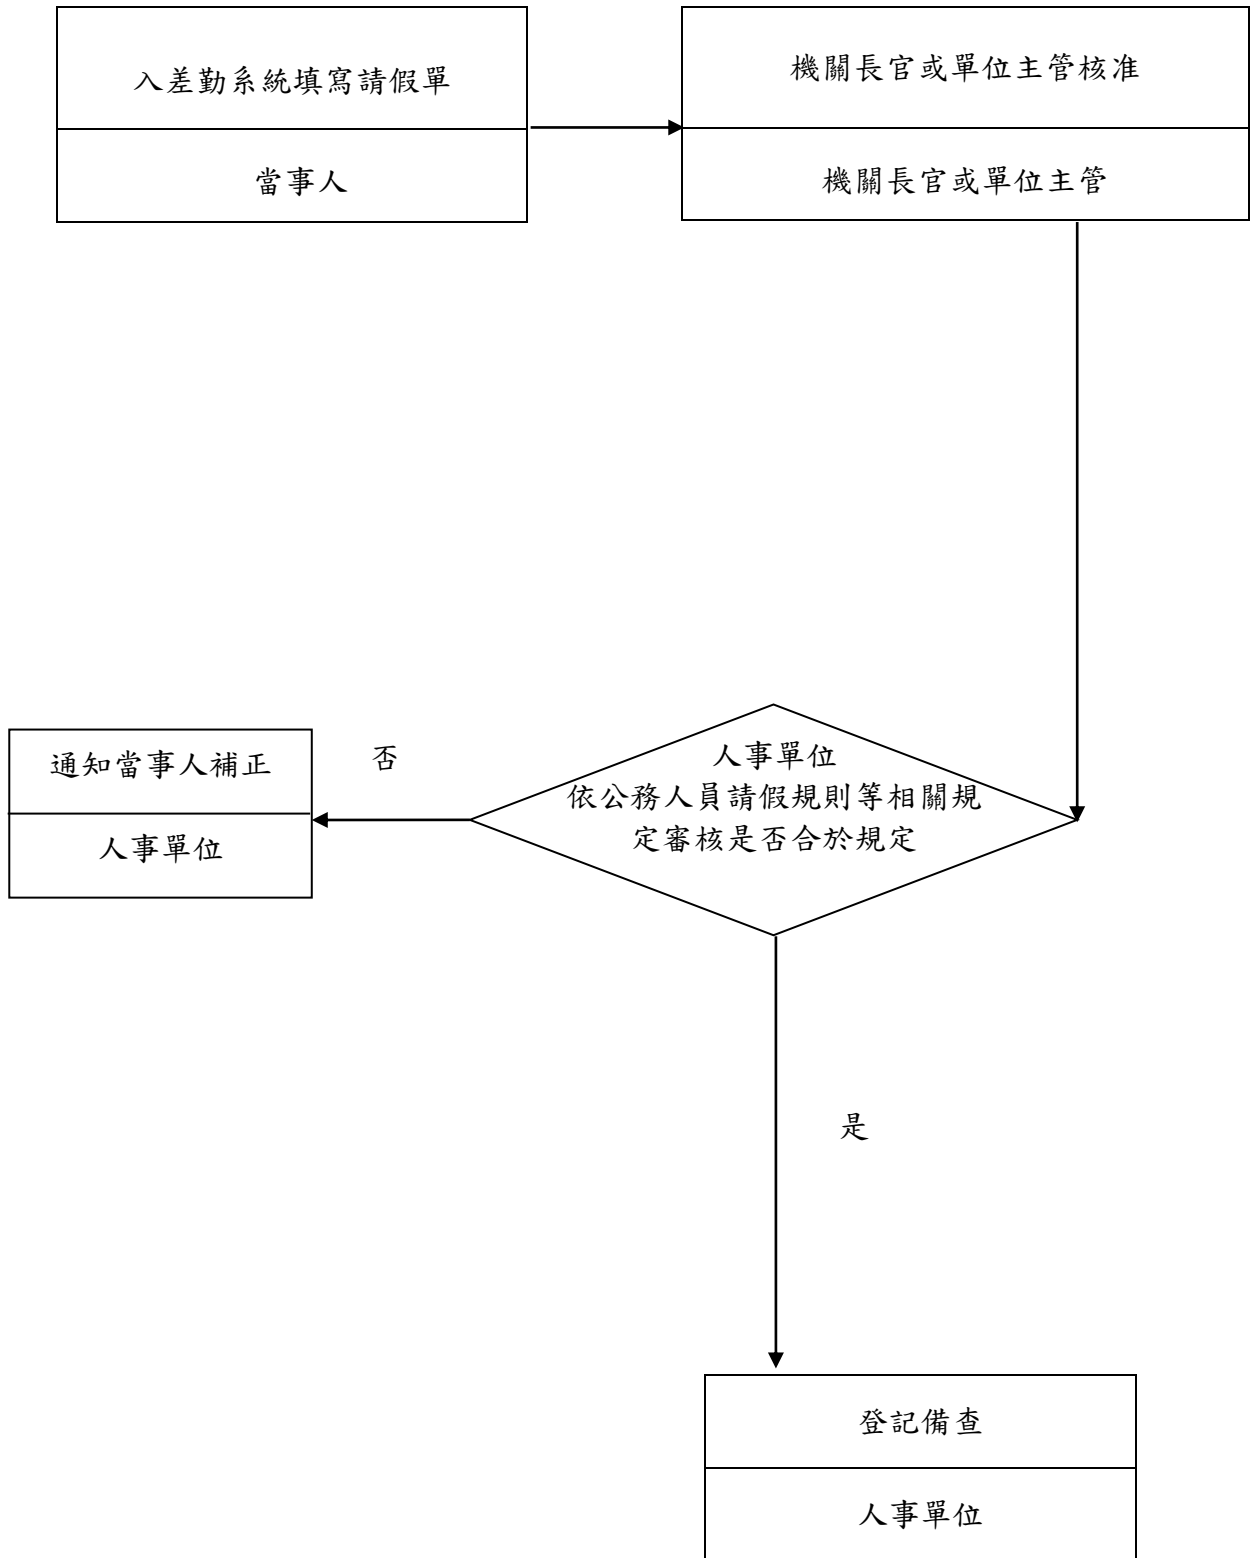 入差勤系統填寫請假單
當事人
機關長官或單位主管核准
機關長官或單位主管
人事單位
依公務人員請假規則等相關規
定審核是否合於規定
否
通知當事人補正
人事單位
是
登記備查
人事單位